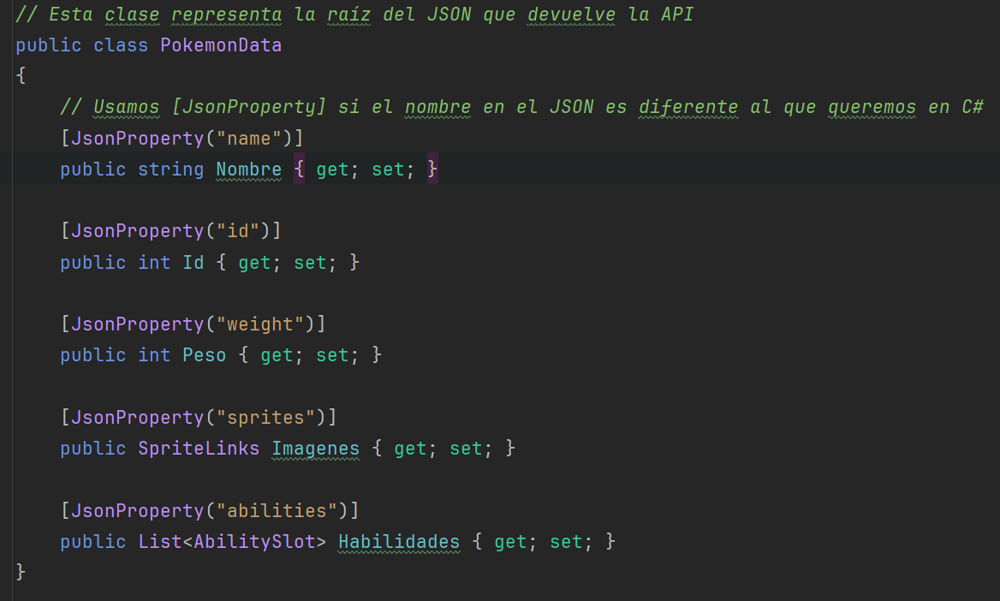 // Esta clase representa la raíz del JSON que devuelve la API
public class PokemonData
{
    // Usamos [JsonProperty] si el nombre en el JSON es diferente al que queremos en C#
    [JsonProperty("name")]
    public string Nombre { get; set; }

    [JsonProperty("id")]
    public int Id { get; set; }

    [JsonProperty("weight")]
    public int Peso { get; set; }

    [JsonProperty("sprites")]
    public SpriteLinks Imagenes { get; set; }

    [JsonProperty("abilities")]
    public List<AbilitySlot> Habilidades { get; set; }
}